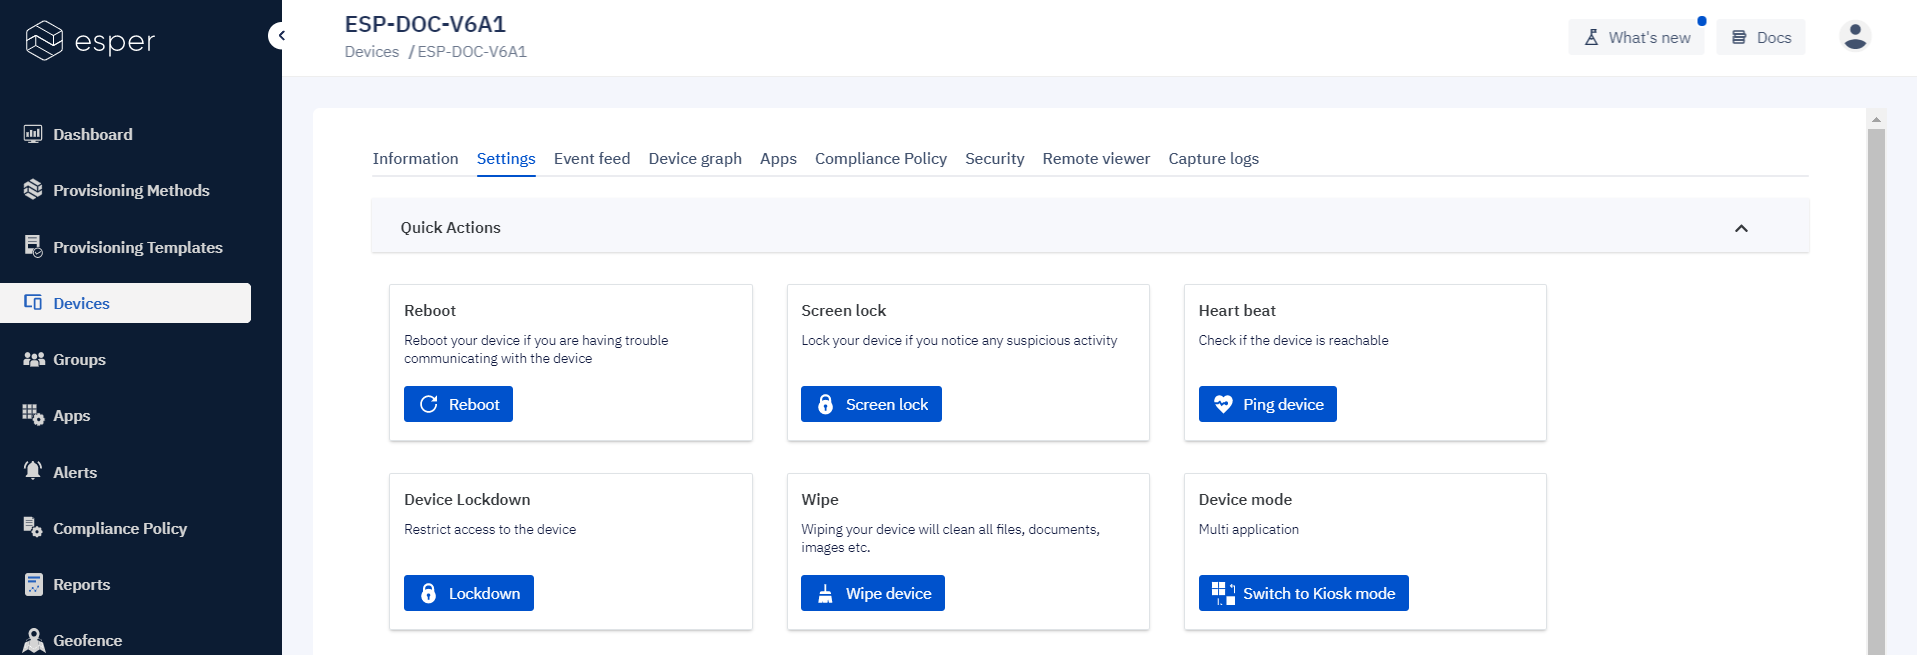 esper
Dashboard
Provisioning Methods
Provisioning Templates
Devices
Groups
Apps
Alerts
Compliance Policy
Reports
Geofence
ESP-DOC-V6A1
Devices / ESP-DOC-V6A1
What's new
Docs
Information Settings Event feed Device graph Apps Compliance Policy Security Remote viewer Capture logs
Quick Actions
Reboot
Reboot your device if you are having trouble
communicating with the device
Reboot
Screen lock
Lock your device if you notice any suspicious activity
Screen lock
Heart beat
Check if the device is reachable
Ping device
Device Lockdown
Restrict access to the device
Lockdown
Wipe
Wiping your device will clean all files, documents,
images etc.
Wipe device
Device mode
Multi application
Switch to Kiosk mode